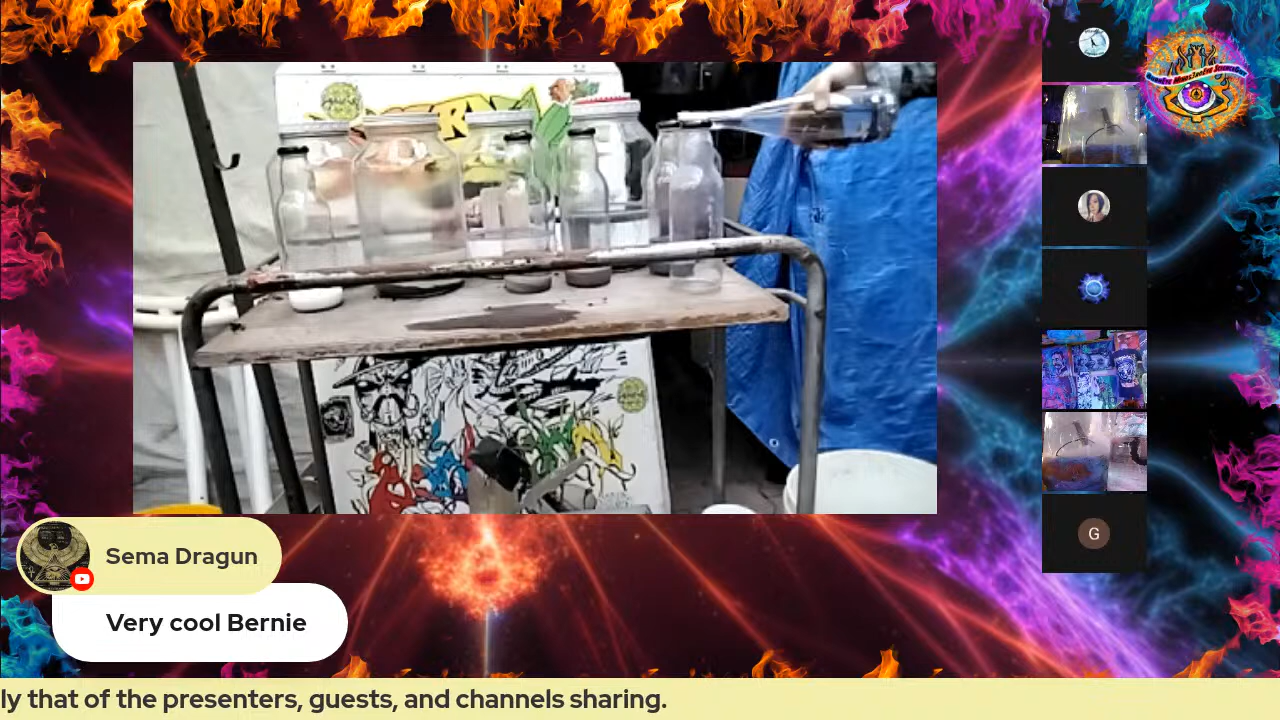 Sema Dragun
Very cool Bernie
ly that of the presenters, guests, and channels sharing.
G